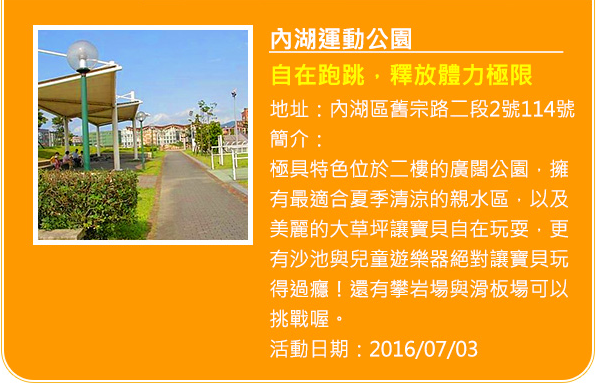 內湖運動公園
自在跑跳，釋放體力極限
地址：內湖區舊宗路二段2號114號
簡介：
極具特色位於二樓的廣闊公園，擁
有最適合夏季清涼的親水區，以及
美麗的大草坪讓寶貝自在玩耍，更
有沙池與兒童遊樂器絕對讓寶貝玩
得過癮！還有攀岩場與滑板場可以
挑戰喔。
活動日期：2016/07/03